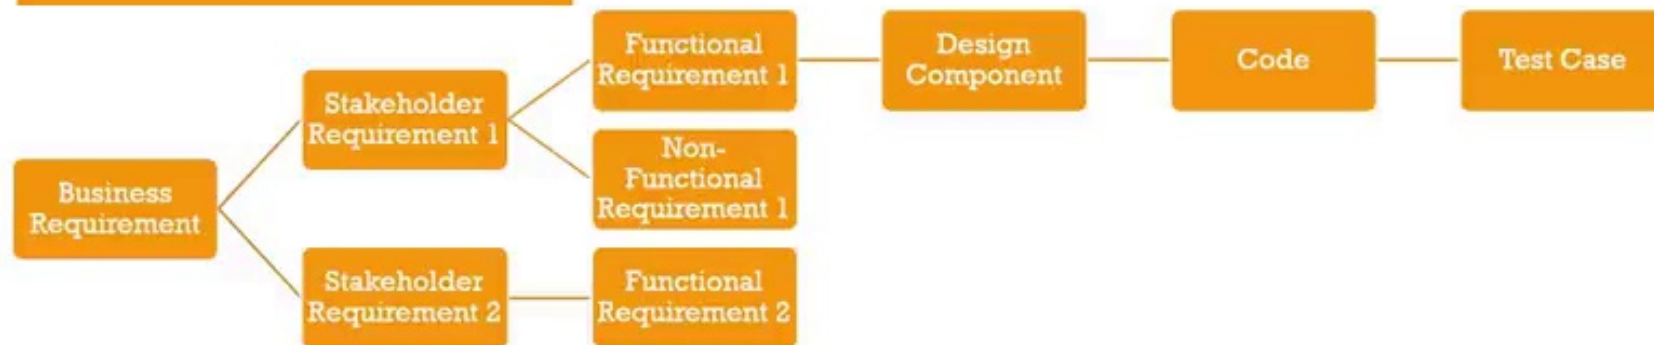 Functional
Requirement 1
Design
Component
Code
Test Case
Stakeholder
Requirement 1
Non-
Functional
Requirement 1
Business
Requirement
Stakeholder
Requirement 2
Functional
Requirement 2